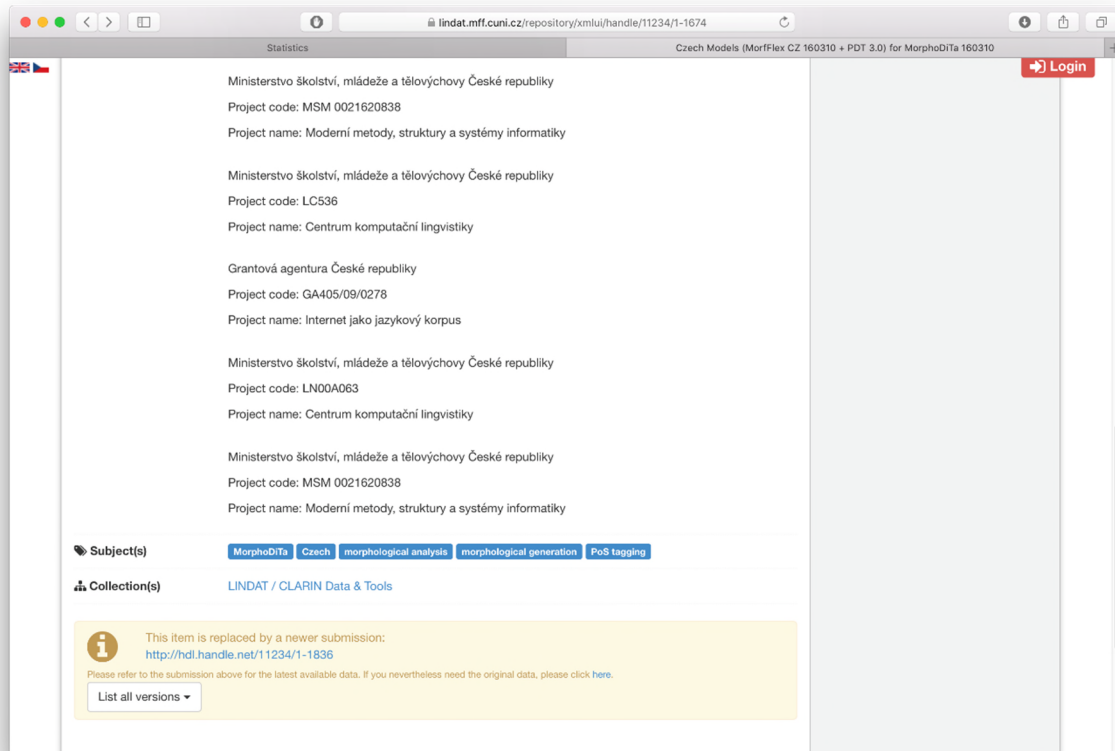 lindat.mff.cuni.cz/repository/xmlui/handle/11234/1-1674
Statistics
Czech Models (MorfFlex CZ 160310 + PDT 3.0) for MorphoDiTa 160310
Login
Ministerstvo školství, mládeže a tělovýchovy České republiky
Project code: MSM 0021620838
Project name: Moderní metody, struktury a systémy informatiky
Ministerstvo školství, mládeže a tělovýchovy České republiky
Project code: LC536
Project name: Centrum komputační lingvistiky
Grantová agentura České republiky
Project code: GA405/09/0278
Project name: Internet jako jazykový korpus
Ministerstvo školství, mládeže a tělovýchovy České republiky
Project code: LN00A063
Project name: Centrum komputační lingvistiky
Ministerstvo školství, mládeže a tělovýchovy České republiky
Project code: MSM 0021620838
Project name: Moderní metody, struktury a systémy informatiky
Subject(s) MorphoDiTa Czech morphological analysis morphological generation PoS tagging
Collection(s) LINDAT / CLARIN Data & Tools
This item is replaced by a newer submission:
http://hdl.handle.net/11234/1-1836
Please refer to the submission above for the latest available data. If you nevertheless need the original data, please click here.
List all versions